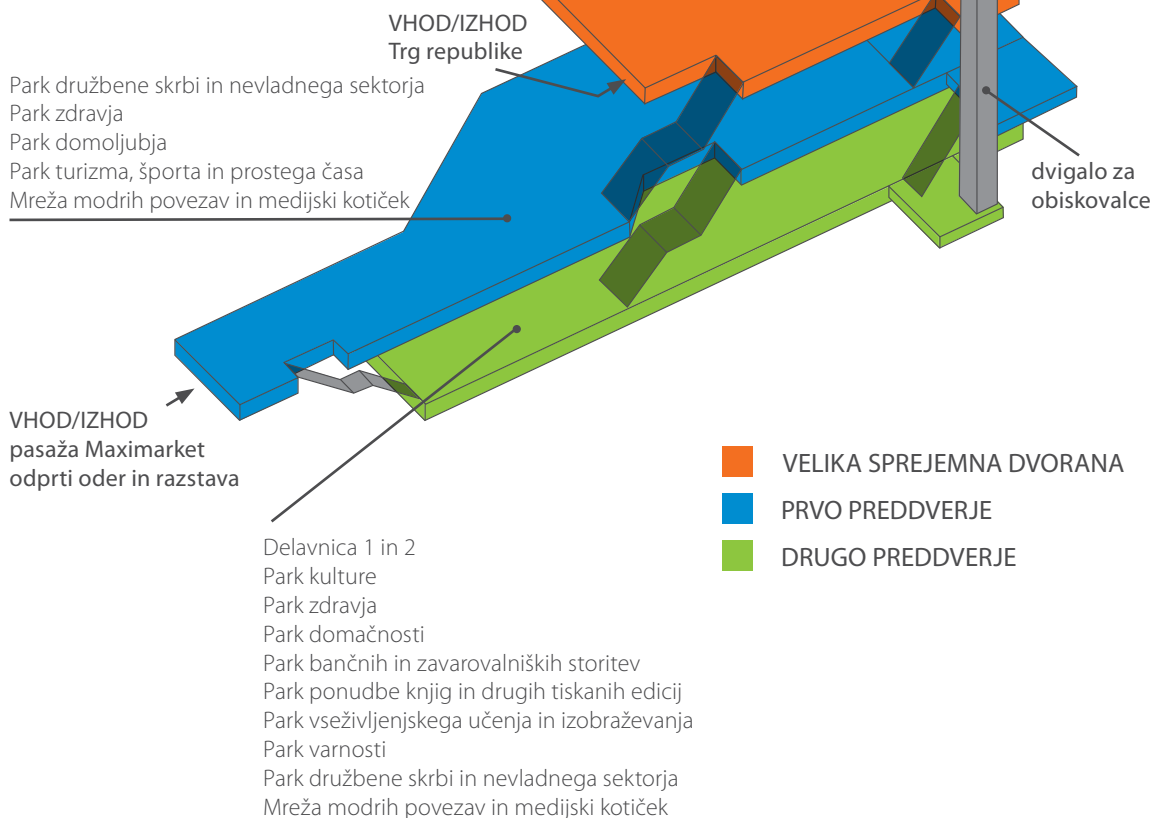 VHOD/IZHOD
Trg republike
Park družbene skrbi in nevladnega sektorja
Park zdravja
Park domoljubja
Park turizma, športa in prostega časa
Mreža modrih povezav in medijski kotiček
dvigalo za
obiskovalce
VHOD/IZHOD
pasaža Maximarket
odprti oder in razstava
VELIKA SPREJEMNA DVORANA
PRVO PREDDVERJE
DRUGO PREDDVERJE
Delavnica 1 in 2
Park kulture
Park zdravja
Park domačnosti
Park bančnih in zavarovalniških storitev
Park ponudbe knjig in drugih tiskanih edicij
Park vseživljenjskega učenja in izobraževanja
Park varnosti
Park družbene skrbi in nevladnega sektorja
Mreža modrih povezav in medijski kotiček